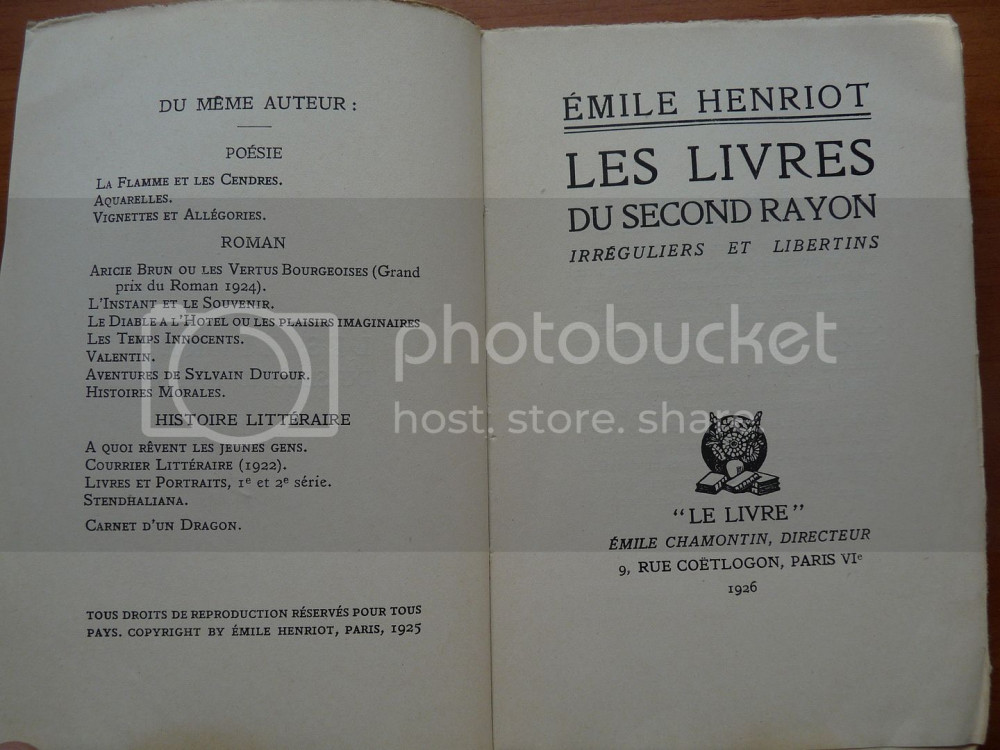 DU MÊME AUTEUR :
POÉSIE
La Flamme et les Cendres.
Aquarelles.
Vignettes et Allégories.
ROMAN
Aricie Brun ou les Vertus Bourgeoises (Grand
prix du Roman 1924).
L'Instant et le Souvenir.
Le Diable a l'Hotel ou les plaisirs imaginaires
Les Temps Innocents.
Valentin.
Aventures de Sylvain Dutour.
Histoires Morales.
HISTOIRE LITTÉRAIRE
A quoi rêvent les jeunes gens.
Courrier Littéraire (1922).
Livres et Portraits, 1e et 2e série.
Stendhaliana.
Carnet d'un Dragon.
TOUS DROITS DE REPRODUCTION RÉSERVÉS POUR TOUS
PAYS. COPYRIGHT BY ÉMILE HENRIOT, PARIS, 1925
ÉMILE HENRIOT
LES LIVRES
DU SECOND RAYON
IRRÉGULIERS ET LIBERTINS
"LE LIVRE"
ÉMILE CHAMONTIN, DIRECTEUR
9, RUE COËTLOGON, PARIS VIe
1926
photobucket
host. store. share.